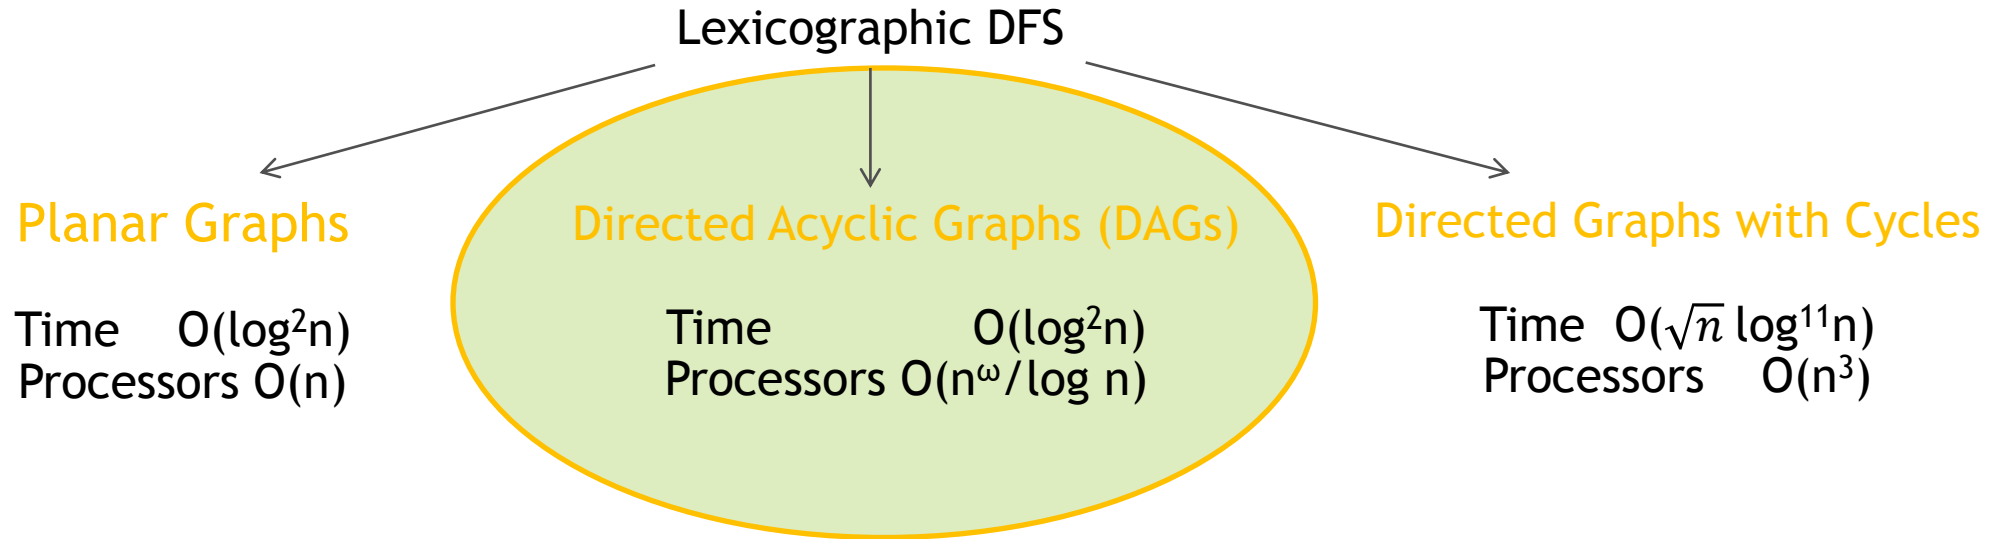 Lexicographic DFS
Planar Graphs
Time O(log²n)
Processors O(n)
Directed Acyclic Graphs (DAGs)
Time O(log²n)
Processors O(n^ω/log n)
Directed Graphs with Cycles
Time O(√n log¹¹n)
Processors O(n³)